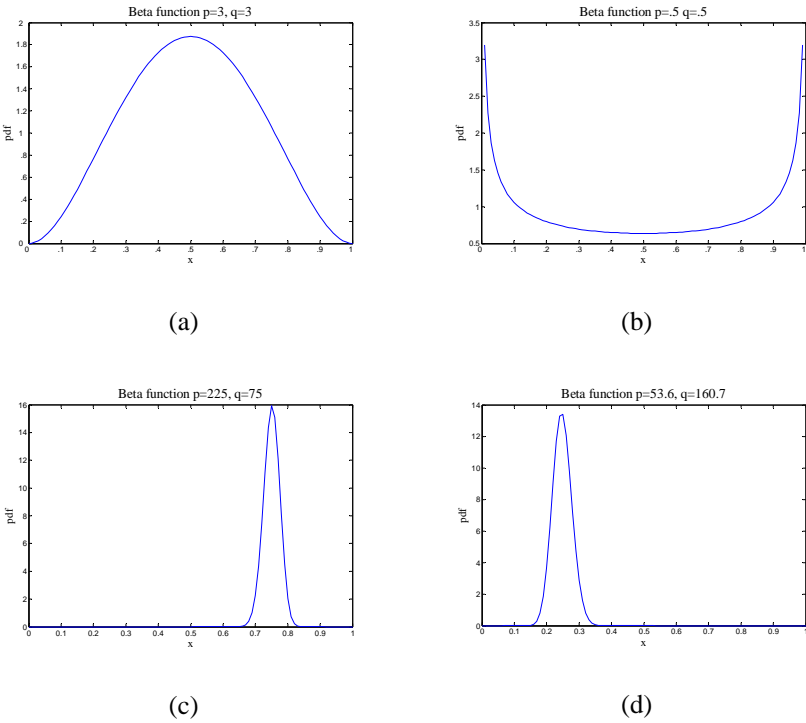 Beta function p=3, q=3
2
1.8
1.6
1.4
1.2
1
.8
.6
.4
.2
0
pdf
0 .1 .2 .3 .4 .5 .6 .7 .8 .9 1
x
(a)
Beta function p=.5 q=.5
3.5
3
2.5
2
1.5
1
0.5
pdf
0 .1 .2 .3 .4 .5 .6 .7 .8 .9 1
x
(b)
Beta function p=225, q=75
16
14
12
10
8
6
4
2
0
pdf
0 0.1 0.2 0.3 0.4 0.5 0.6 0.7 0.8 0.9 1
x
(c)
Beta function p=53.6, q=160.7
14
12
10
8
6
4
2
0
pdf
0 0.1 0.2 0.3 0.4 0.5 0.6 0.7 0.8 0.9 1
x
(d)